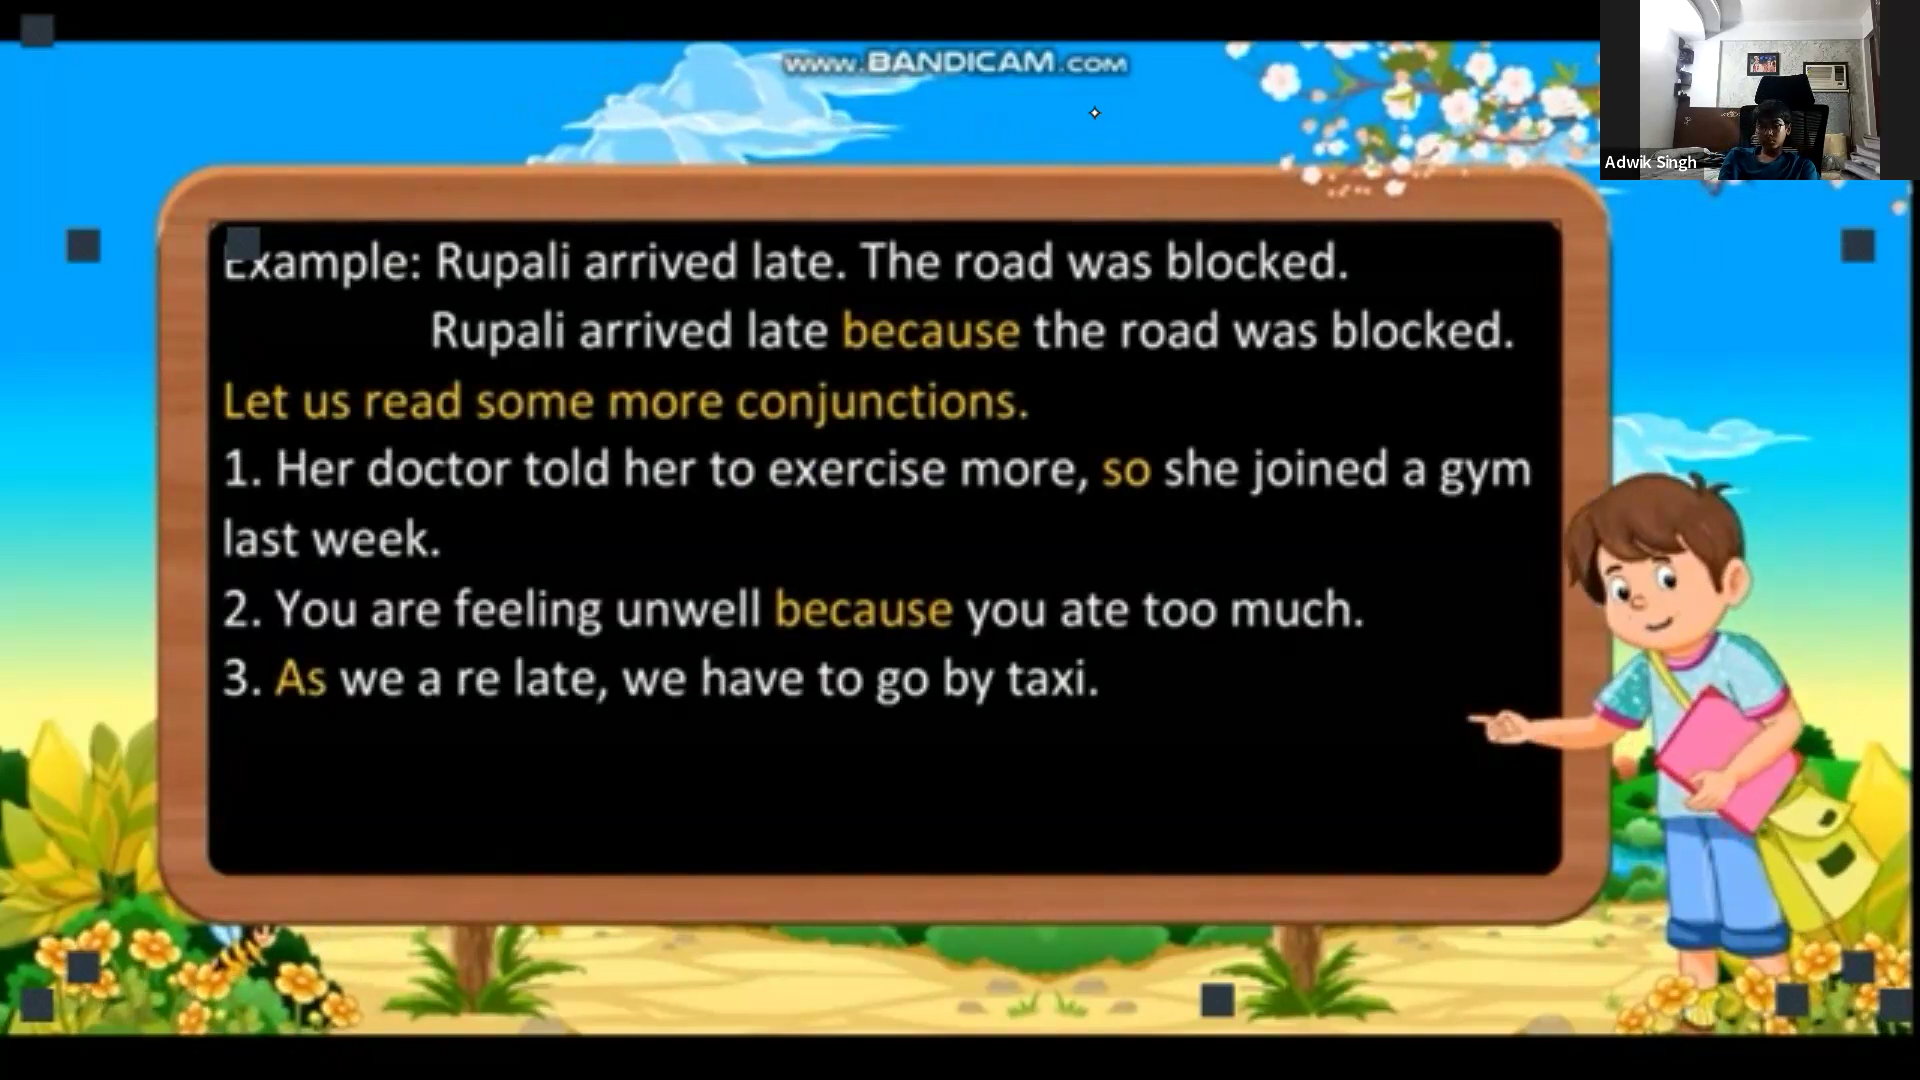 www.BANDICAM.COM
Adwik Singh
Example: Rupali arrived late. The road was blocked.
Rupali arrived late because the road was blocked.
Let us read some more conjunctions.
1. Her doctor told her to exercise more, so she joined a gym
last week.
2. You are feeling unwell because you ate too much.
3. As we a re late, we have to go by taxi.